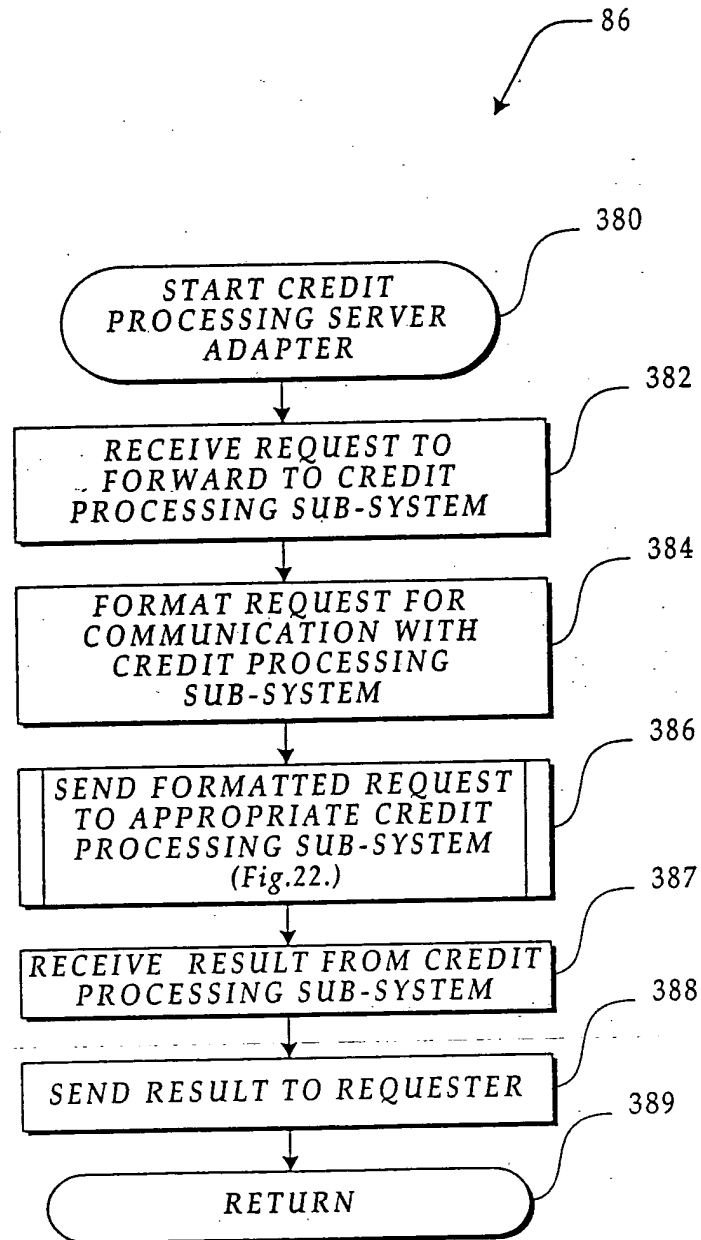 86
380
START CREDIT
PROCESSING SERVER
ADAPTER
382
RECEIVE REQUEST TO
FORWARD TO CREDIT
PROCESSING SUB-SYSTEM
384
FORMAT REQUEST FOR
COMMUNICATION WITH
CREDIT PROCESSING
SUB-SYSTEM
386
SEND FORMATTED REQUEST
TO APPROPRIATE CREDIT
PROCESSING SUB-SYSTEM
(Fig.22.)
387
RECEIVE RESULT FROM CREDIT
PROCESSING SUB-SYSTEM
388
SEND RESULT TO REQUESTER
389
RETURN